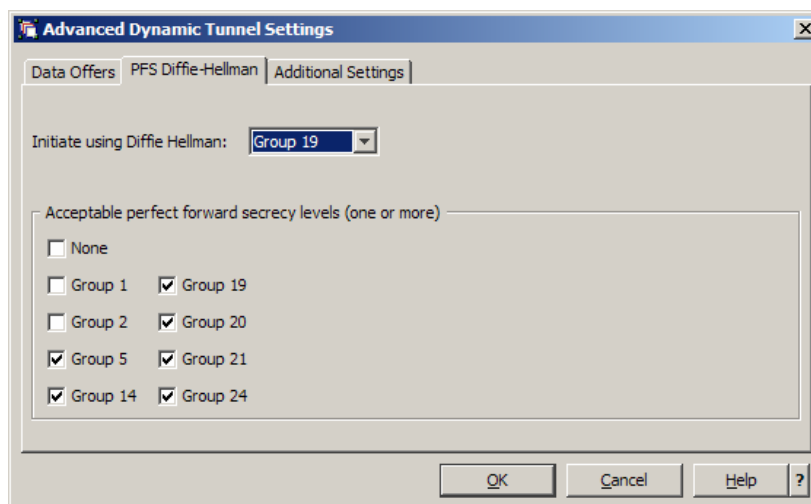 Advanced Dynamic Tunnel Settings
Data Offers PFS Diffie-Hellman Additional Settings
Initiate using Diffie Hellman: Group 19
Acceptable perfect forward secrecy levels (one or more)
None
Group 1 Group 19
Group 2 Group 20
Group 5 Group 21
Group 14 Group 24
OK Cancel Help ?